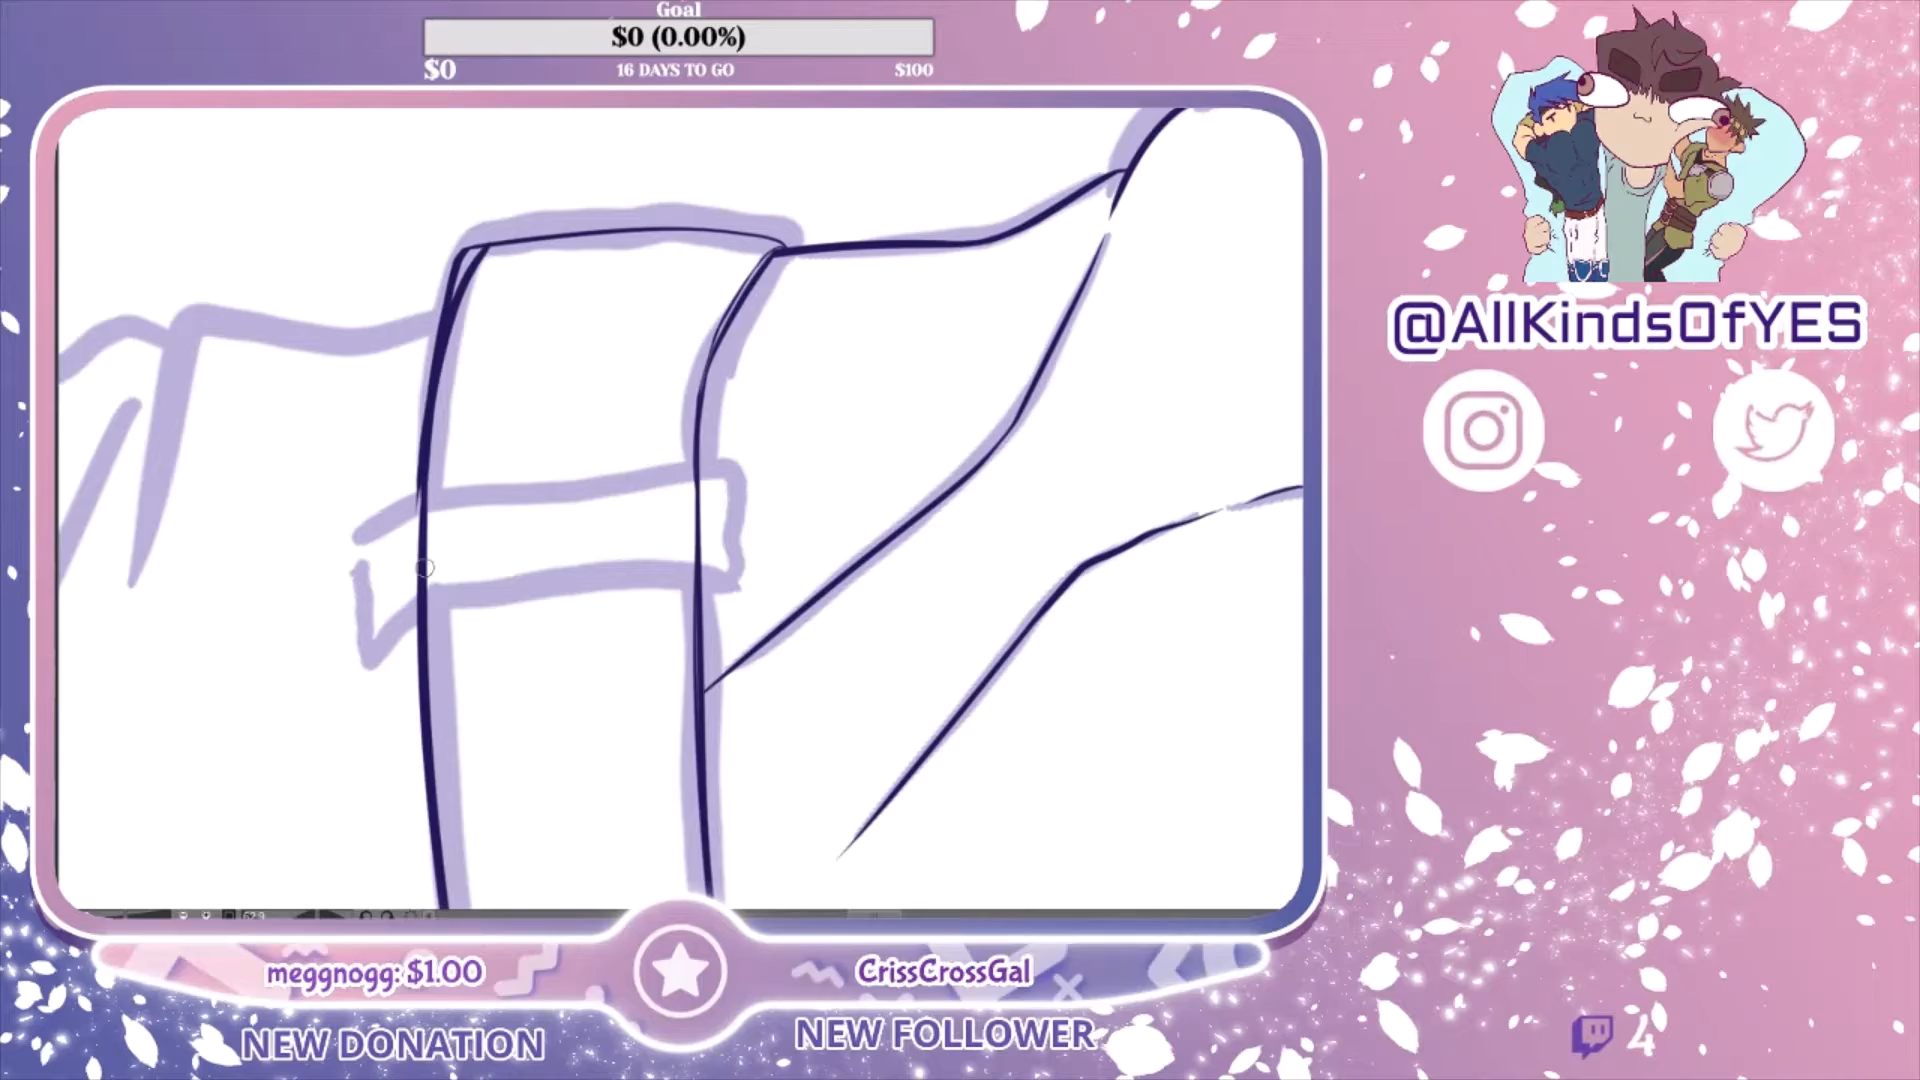 Goal
$0 (0.00%)
$0 16 DAYS TO GO $100
@AllKindsOfYES
meggnogg: $1.00
CrissCrossGal
NEW DONATION
NEW FOLLOWER
4